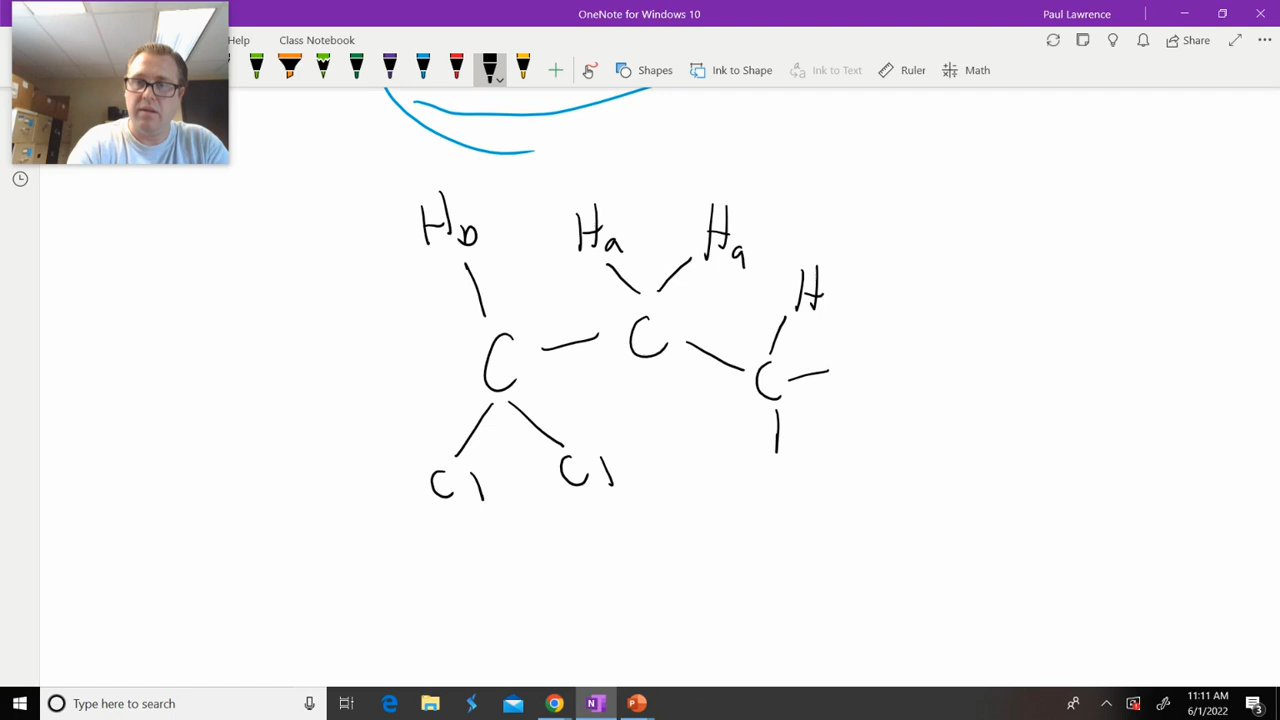 OneNote for Windows 10
Paul Lawrence
Help
Class Notebook
Share
Shapes
Ink to Shape
Ink to Text
Ruler
Math
Hb Ha Ha
H
C C
C
Cl Cl
Type here to search
11:11 AM
6/1/2022
3